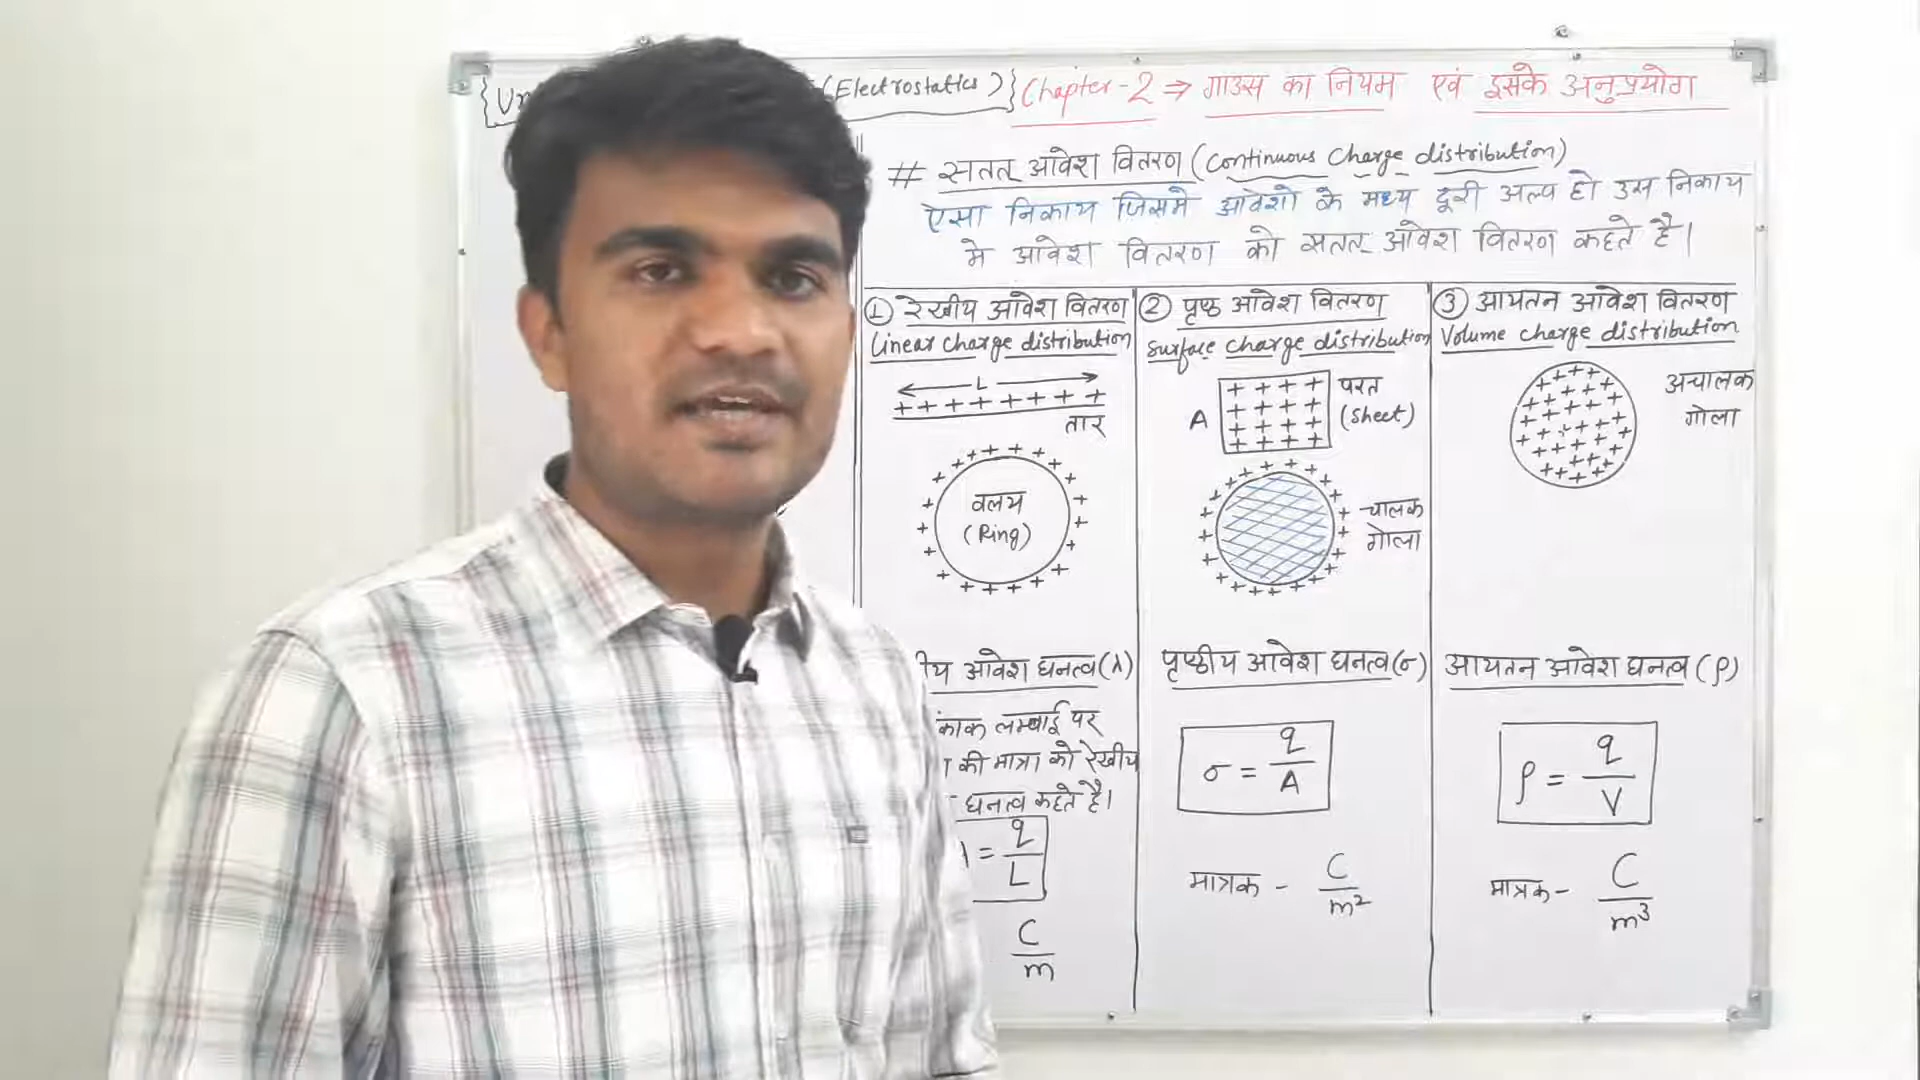 (Electrostatics)} Chapter-2 ⇒ गाउस का नियम एवं इसके अनुप्रयोग
# सतत् आवेश वितरण (Continuous Charge distribution)
ऐसा निकाय जिसमे आवेशो के मध्य दूरी अल्प हो उस निकाय
मे आवेश वितरण को सतत् आवेश वितरण कहते है।
① रेखीय आवेश वितरण
Linear charge distribution
L
+ + + + + + + +
तार
वलय
(Ring)
आवेश घनत्व (λ)
लम्बाई पर
की मात्रा को रेखीय
घनत्व कहते है।
= q/L
C/m
② पृष्ठ आवेश वितरण
Surface charge distribution
A
+ + + +
+ + + +
+ + + +
+ + + +
परत
(Sheet)
चालक
गोला
पृष्ठीय आवेश घनत्व (σ)
σ = q/A
मात्रक - C/m²
③ आयतन आवेश वितरण
Volume charge distribution
अचालक
गोला
आयतन आवेश घनत्व (ρ)
ρ = q/V
मात्रक - C/m³